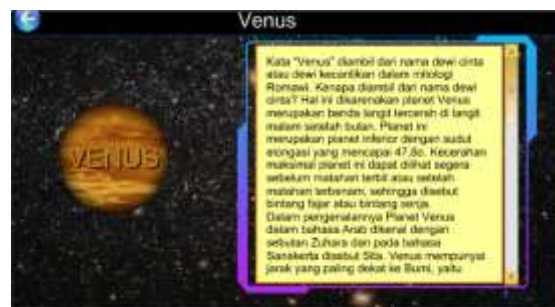 Venus
VENUS
Kata "Venus" diambil dari nama dewi cinta
atau dewi kecantikan dalam mitologi
Romawi. Kenapa diambil dari nama dewi
cinta? Hal ini dikarenakan planet Venus
merupakan benda langit tercerah di langit
malam setelah bulan. Planet ini
merupakan planet inferior dengan sudut
elongasi yang mencapai 47,8o. Kecerahan
maksimal planet ini dapat dilihat segera
sebelum matahari terbit atau setelah
matahari terbenam, sehingga disebut
bintang fajar atau bintang senja.
Dalam pengenalannya Planet Venus
dalam bahasa Arab dikenal dengan
sebutan Zuhara dan pada bahasa
Sanskerta disebut Sita. Venus mempunyai
jarak yang paling dekat ke Bumi, yaitu